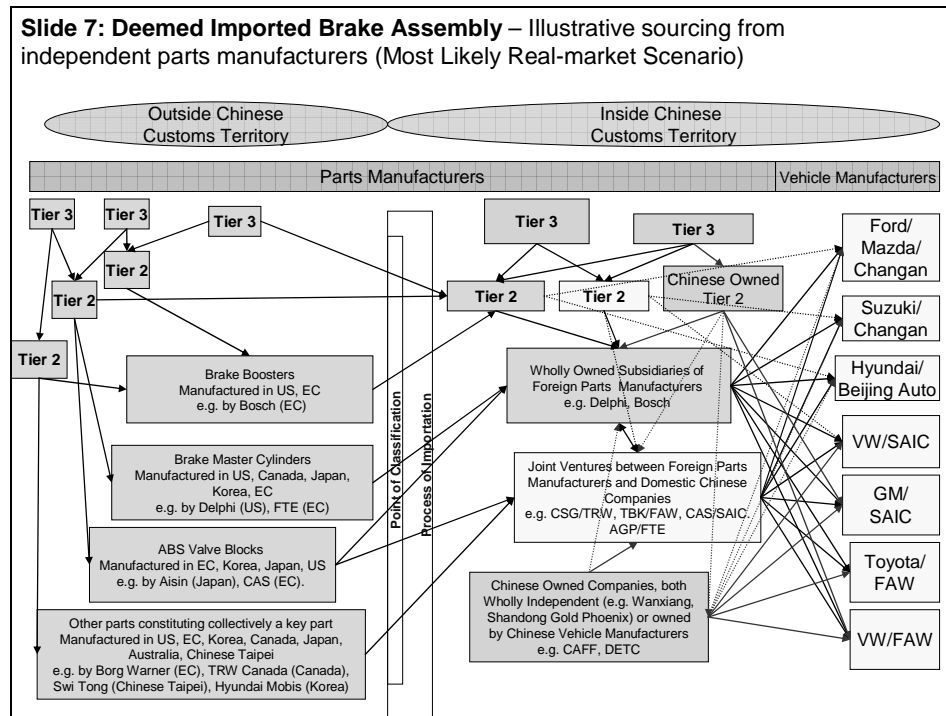 Slide 7: Deemed Imported Brake Assembly – Illustrative sourcing from
independent parts manufacturers (Most Likely Real-market Scenario)
Outside Chinese
Customs Territory
Inside Chinese
Customs Territory
Parts Manufacturers
Vehicle Manufacturers
Tier 3
Tier 3
Tier 3
Tier 2
Tier 2
Tier 2
Brake Boosters
Manufactured in US, EC
e.g. by Bosch (EC)
Brake Master Cylinders
Manufactured in US, Canada, Japan,
Korea, EC
e.g. by Delphi (US), FTE (EC)
ABS Valve Blocks
Manufactured in EC, Korea, Japan, US
e.g. by Aisin (Japan), CAS (EC).
Other parts constituting collectively a key part
Manufactured in US, EC, Korea, Canada, Japan,
Australia, Chinese Taipei
e.g. by Borg Warner (EC), TRW Canada (Canada),
Swi Tong (Chinese Taipei), Hyundai Mobis (Korea)
Point of Classification
Process of Importation
Tier 3
Tier 3
Tier 2
Tier 2
Chinese Owned
Tier 2
Wholly Owned Subsidiaries of
Foreign Parts Manufacturers
e.g. Delphi, Bosch
Joint Ventures between Foreign Parts
Manufacturers and Domestic Chinese
Companies
e.g. CSG/TRW, TBK/FAW, CAS/SAIC.
AGP/FTE
Chinese Owned Companies, both
Wholly Independent (e.g. Wanxiang,
Shandong Gold Phoenix) or owned
by Chinese Vehicle Manufacturers
e.g. CAFF, DETC
Ford/
Mazda/
Changan
Suzuki/
Changan
Hyundai/
Beijing Auto
VW/SAIC
GM/
SAIC
Toyota/
FAW
VW/FAW